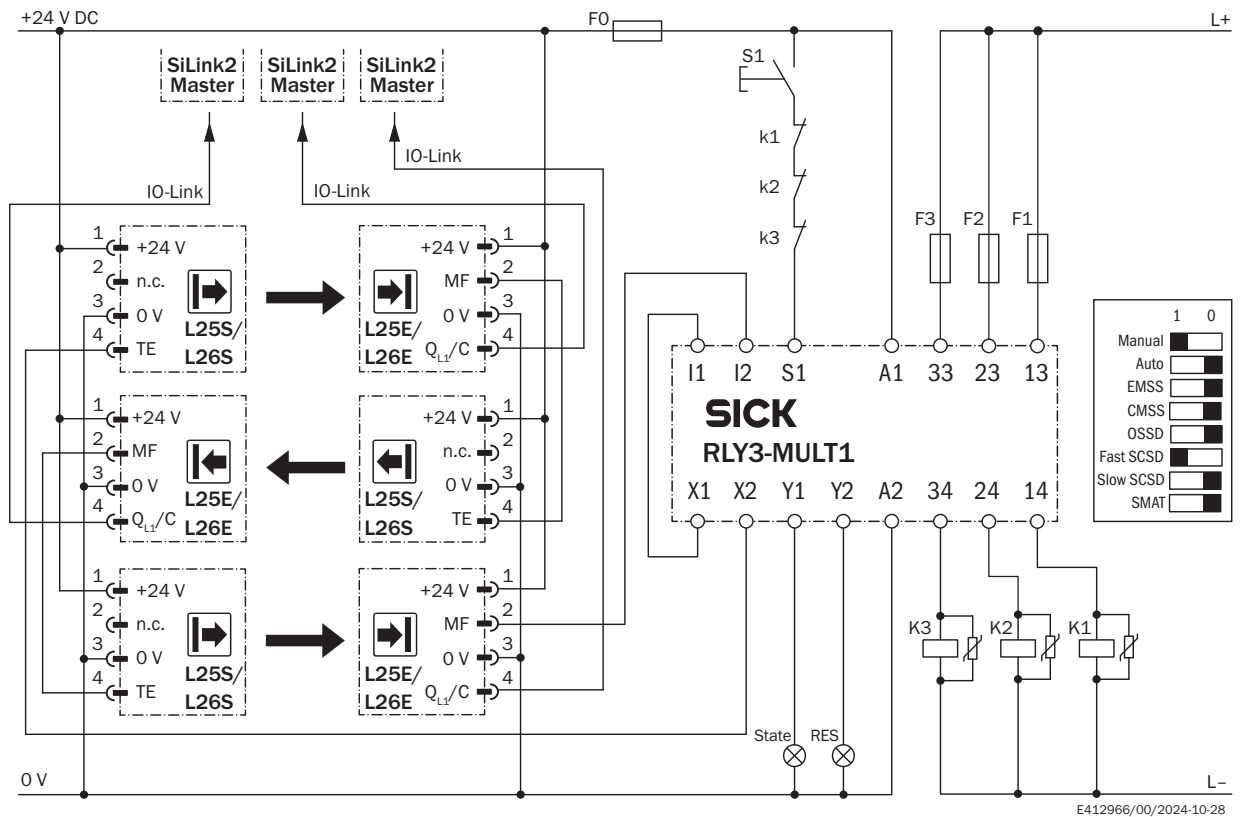 +24 V DC
F0
L+
SiLink2
Master
SiLink2
Master
SiLink2
Master
S1
k1
k2
k3
IO-Link
IO-Link
IO-Link
F3
F2
F1
1
+24 V
2
n.c.
3
0 V
4
TE
L25S/
L26S
+24 V
1
MF
2
0 V
3
QL1/C
4
L25E/
L26E
1
+24 V
2
MF
3
0 V
4
QL1/C
L25E/
L26E
+24 V
1
n.c.
2
0 V
3
TE
4
L25S/
L26S
1
+24 V
2
n.c.
3
0 V
4
TE
L25S/
L26S
+24 V
1
MF
2
0 V
3
QL1/C
4
L25E/
L26E
I1 I2 S1 A1 33 23 13
SICK
RLY3-MULT1
X1 X2 Y1 Y2 A2 34 24 14
1 0
Manual
Auto
EMSS
CMSS
OSSD
Fast SCSD
Slow SCSD
SMAT
K3
K2
K1
State
RES
0 V
L–
E412966/00/2024-10-28